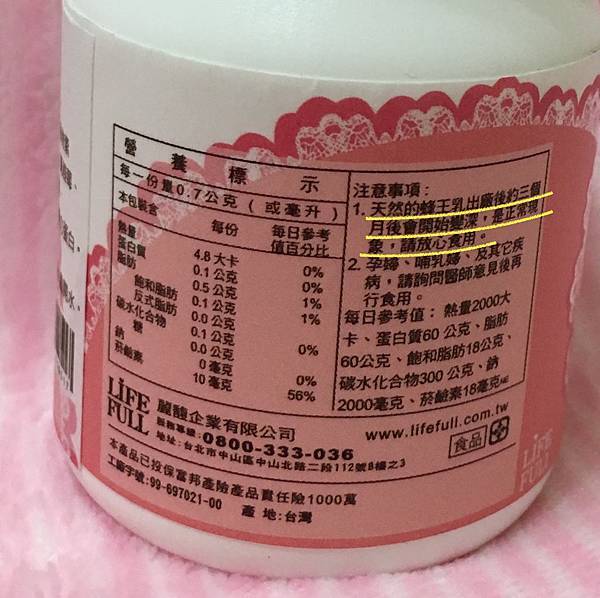 營養標示
每一份量0.7公克(或毫升)
本包裝含
每份 每日參考
值百分比
熱量 4.8大卡 0%
蛋白質 0.1公克 0%
脂肪 0.5公克 1%
飽和脂肪 0.1公克 1%
反式脂肪 0.0公克
碳水化合物 0.1公克 0%
糖 0.0公克
鈉 0毫克 0%
菸鹼素 10毫克 56%
注意事項：
1. 天然的蜂王乳出廠後約三個
月後會開始變深，是正常現
象，請放心食用。
2. 孕婦、哺乳婦、及其它疾
病，請詢問醫師意見後再
行食用。
每日參考值：熱量2000大
卡、蛋白質60公克、脂肪
60公克、飽和脂肪18公克、
碳水化合物300公克、鈉
2000毫克、菸鹼素18毫克NE
LiFE
FULL
麗馥企業有限公司
服務專線:0800-333-036
地址:台北市中山區中山北路二段112號8樓之3
www.lifefull.com.tw
食品
本產品已投保富邦產險產品責任險1000萬
工廠字號:99-697021-00 產地:台灣
LiFE
FULL